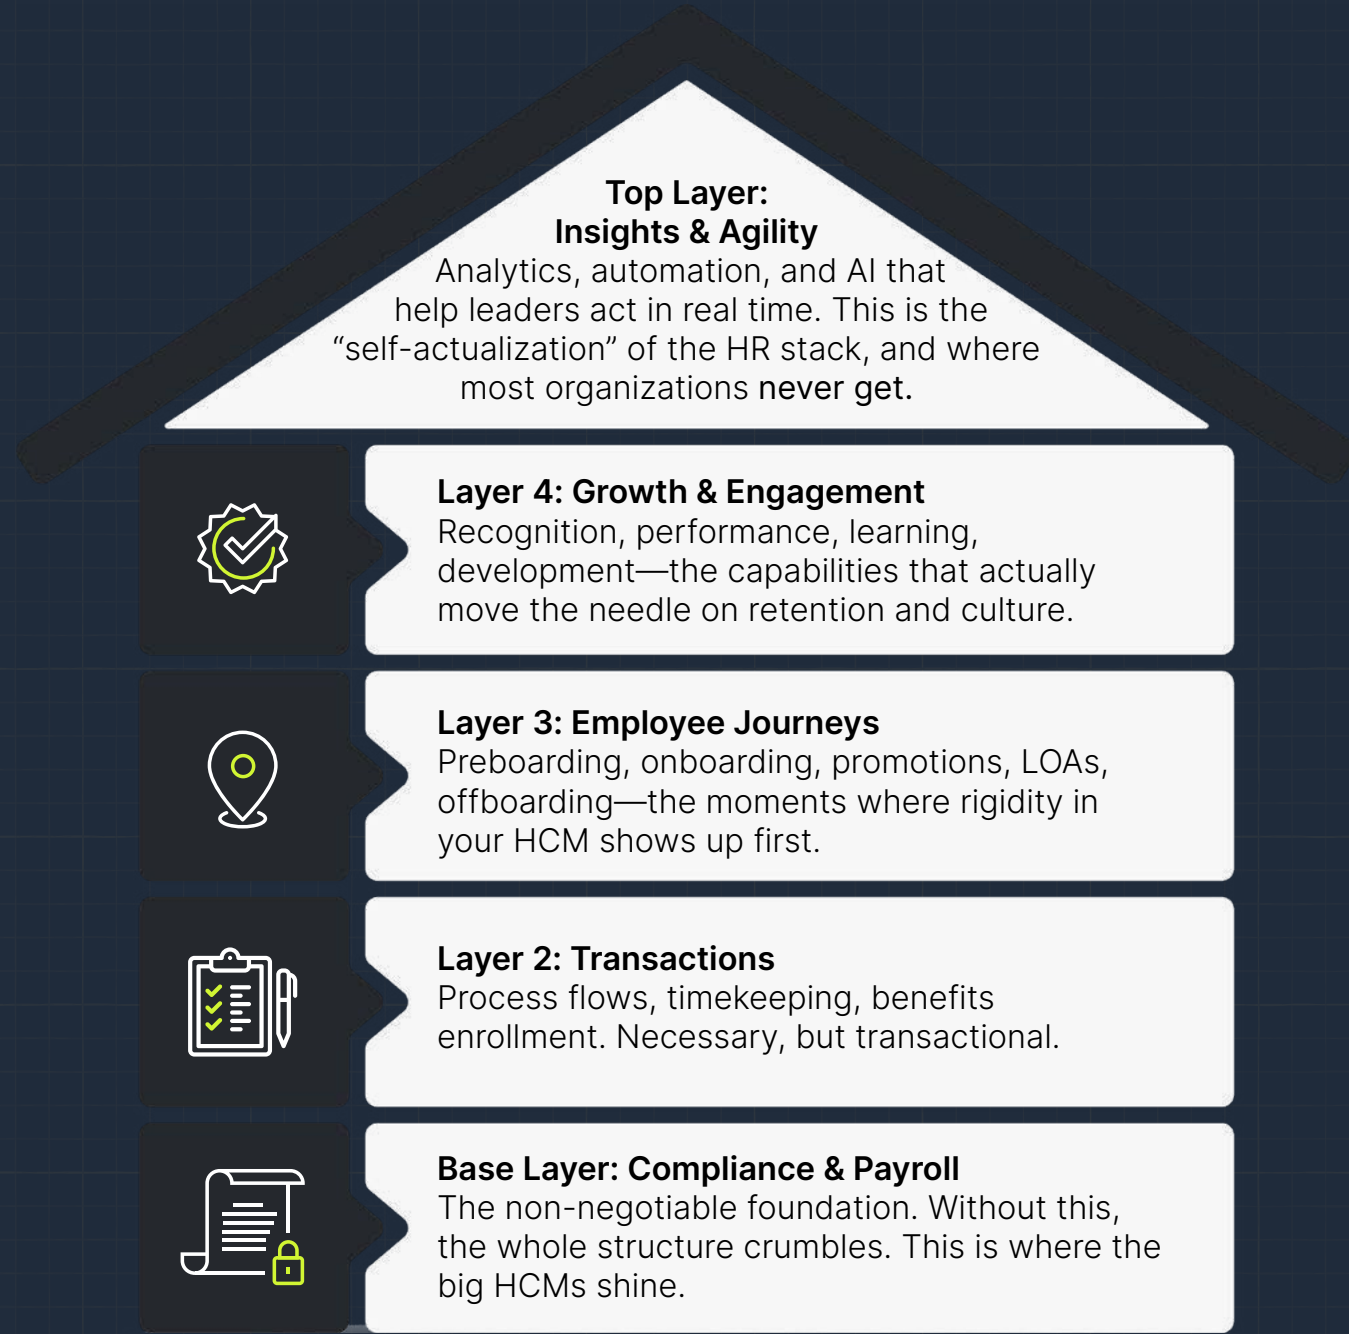 Top Layer:
Insights & Agility
Analytics, automation, and AI that
help leaders act in real time. This is the
“self-actualization” of the HR stack, and where
most organizations never get.
Layer 4: Growth & Engagement
Recognition, performance, learning,
development—the capabilities that actually
move the needle on retention and culture.
Layer 3: Employee Journeys
Preboarding, onboarding, promotions, LOAs,
offboarding—the moments where rigidity in
your HCM shows up first.
Layer 2: Transactions
Process flows, timekeeping, benefits
enrollment. Necessary, but transactional.
Base Layer: Compliance & Payroll
The non-negotiable foundation. Without this,
the whole structure crumbles. This is where the
big HCMs shine.